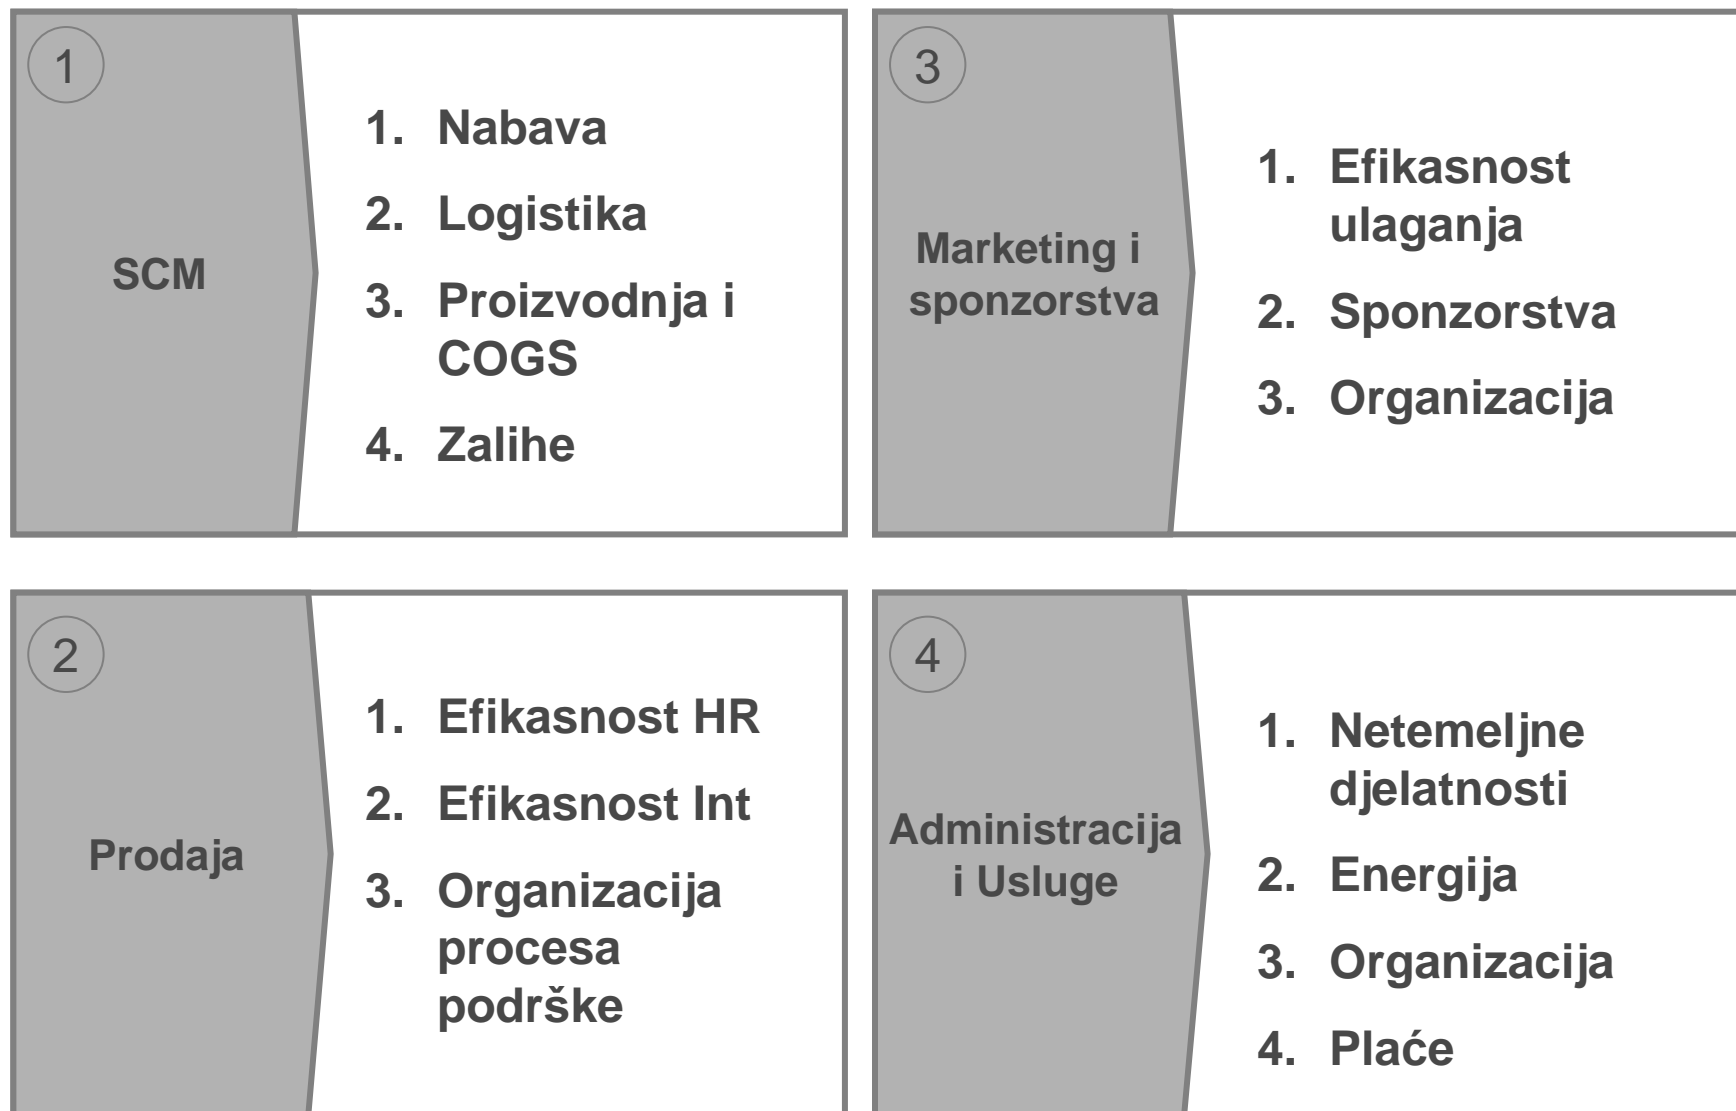 1
SCM
1. Nabava
2. Logistika
3. Proizvodnja i
COGS
4. Zalihe
2
Prodaja
1. Efikasnost HR
2. Efikasnost Int
3. Organizacija
procesa
podrške
3
Marketing i
sponzorstva
1. Efikasnost
ulaganja
2. Sponzorstva
3. Organizacija
4
Administracija
i Usluge
1. Netemeljne
djelatnosti
2. Energija
3. Organizacija
4. Plaće